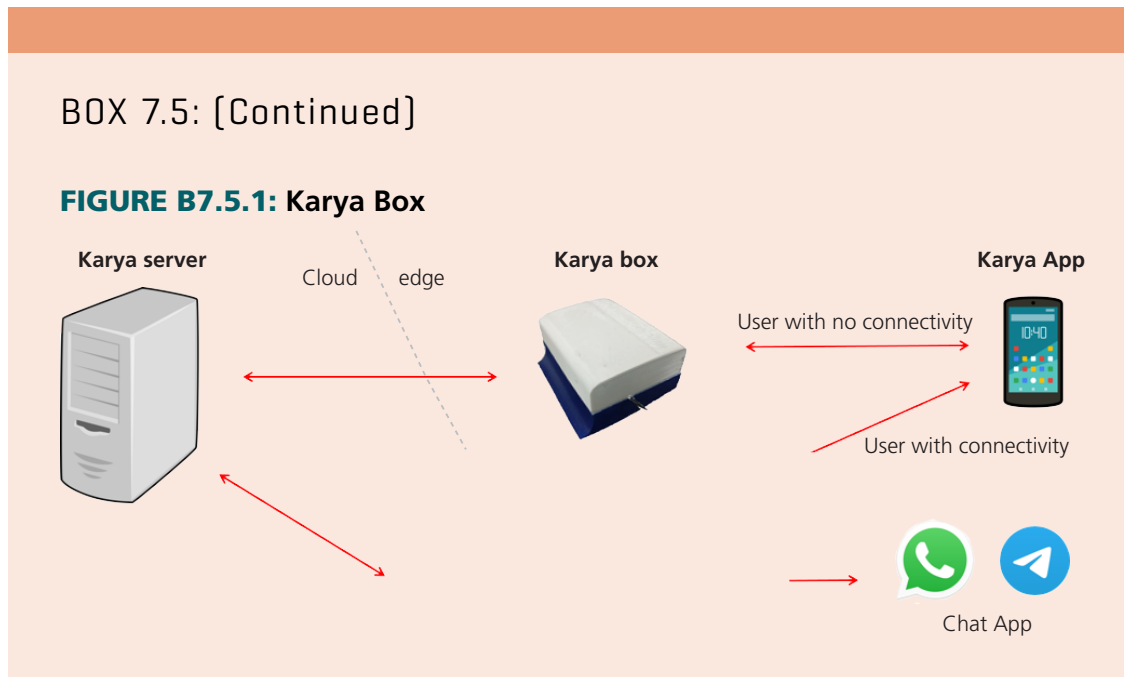 BOX 7.5: (Continued)
FIGURE B7.5.1: Karya Box
Karya server
Cloud
edge
Karya box
Karya App
User with no connectivity
10:40
User with connectivity
Chat App